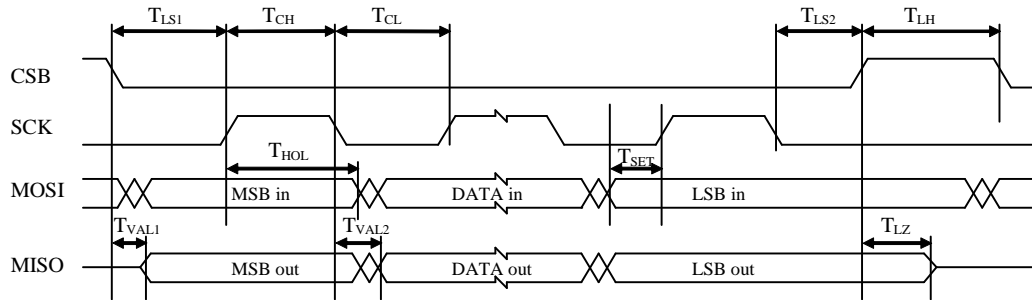 TLS1 TCH TCL TLS2 TLH
CSB
SCK
THOL TSET
MOSI MSB in DATA in LSB in
TVAL1 TVAL2 TLZ
MISO MSB out DATA out LSB out